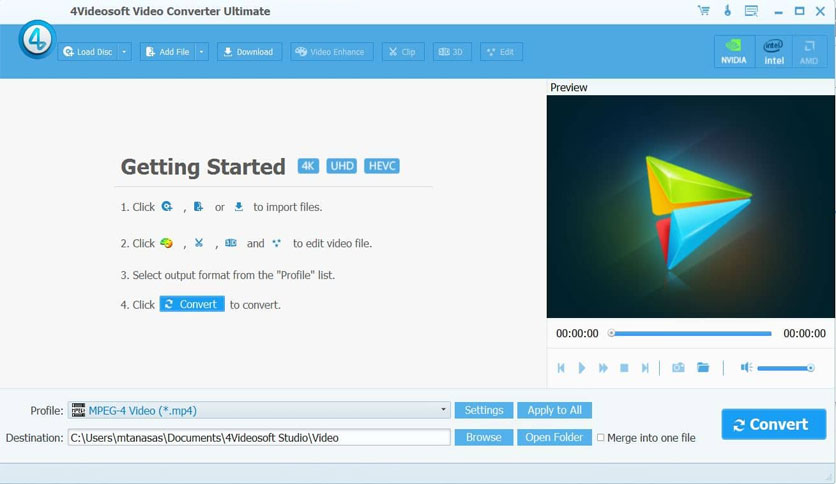 4Videosoft Video Converter Ultimate
4 Load Disc Add File Download Video Enhance Clip 3D Edit NVIDIA intel AMD
Preview
Getting Started 4K UHD HEVC
1. Click , , or to import files.
2. Click , , and to edit video file.
3. Select output format from the "Profile" list.
4. Click Convert to convert.
00:00:00 00:00:00
Profile: MPEG-4 Video (*.mp4) Settings Apply to All
Convert
Destination: C:\Users\mtanasas\Documents\4Videosoft Studio\Video Browse Open Folder Merge into one file